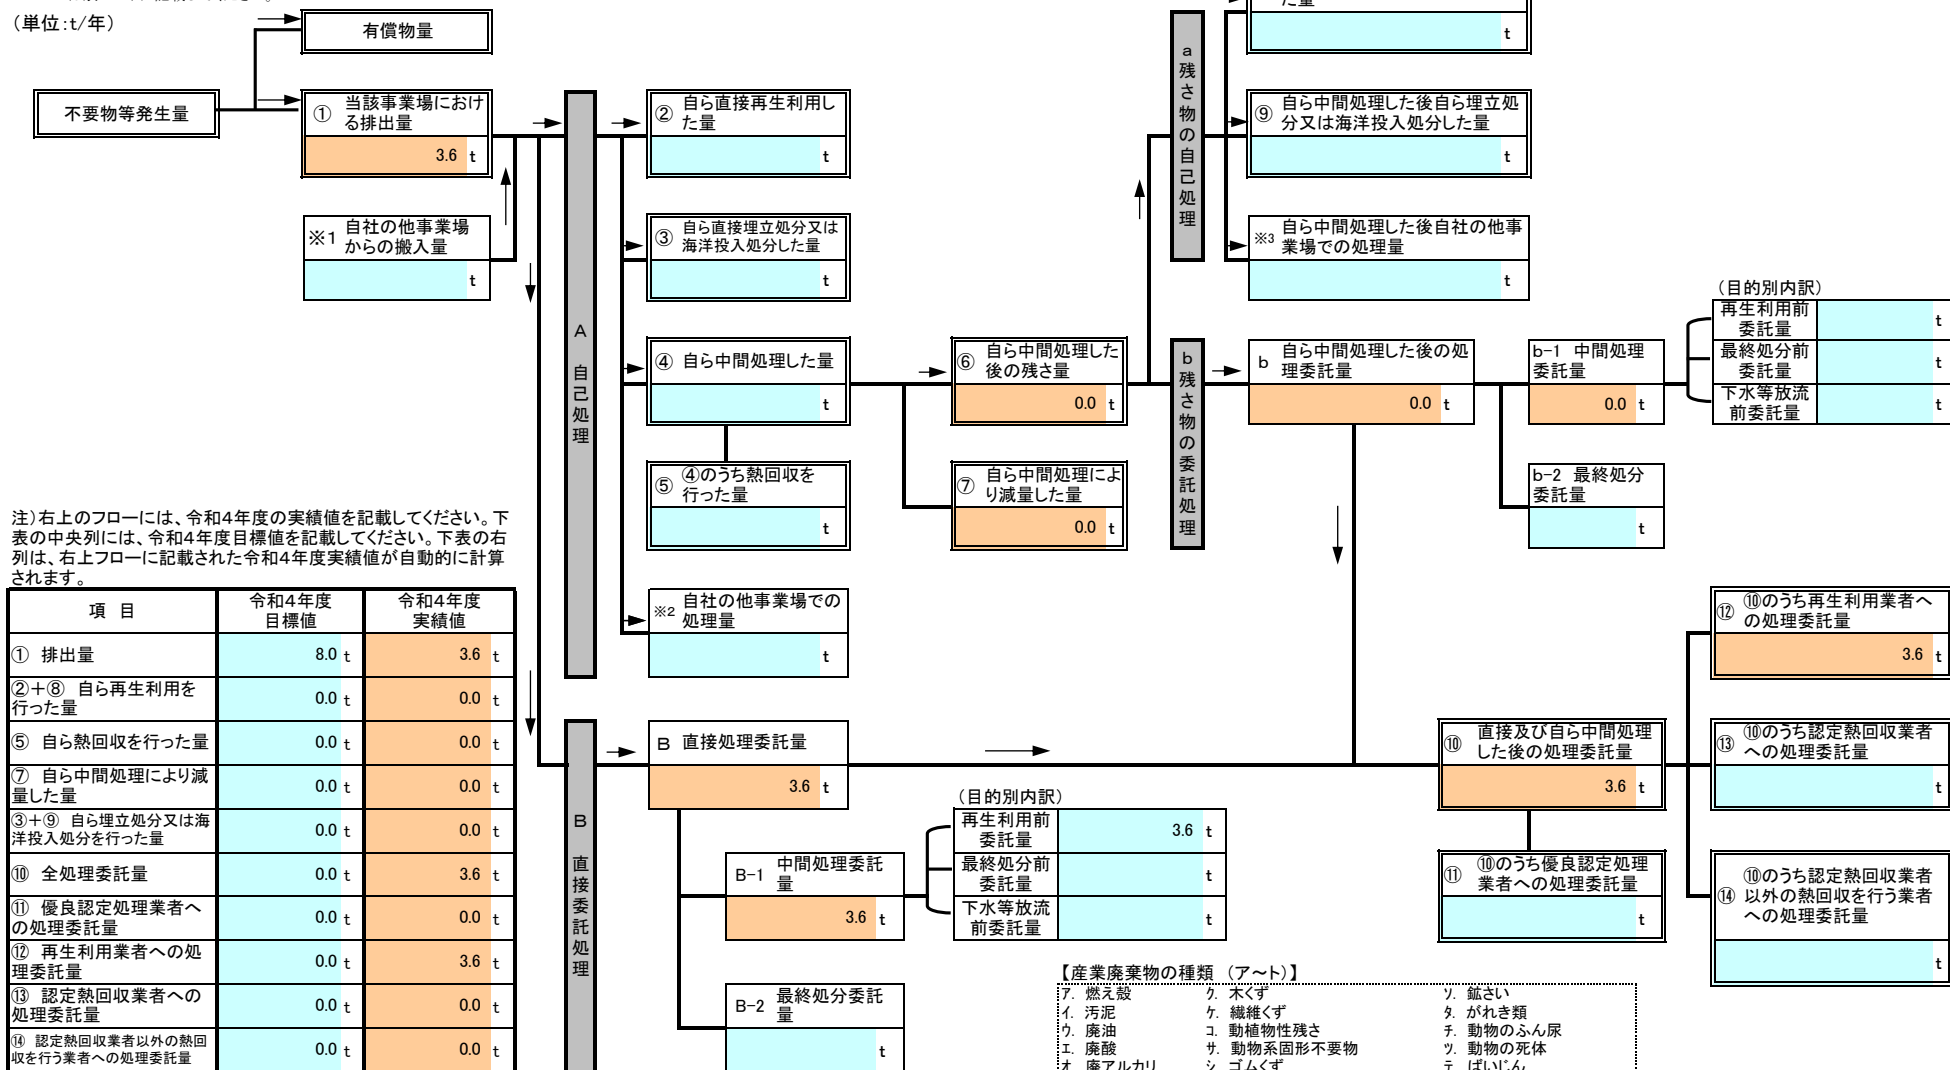 (単位:t/年)
有償物量
不要物等発生量
① 当該事業場におけ
る排出量
3.6 t
※1 自社の他事業場
からの搬入量
t
A 自己処理
② 自ら直接再生利用し
た量
t
③ 自ら直接埋立処分又は
海洋投入処分した量
t
④ 自ら中間処理した量
t
⑤ ④のうち熱回収を
行った量
t
※2 自社の他事業場での
処理量
t
⑥ 自ら中間処理した
後の残さ量
0.0 t
⑦ 自ら中間処理によ
り減量した量
0.0 t
a 残さ物の自己処理
た量
t
⑨ 自ら中間処理した後自ら埋立処
分又は海洋投入処分した量
t
※3 自ら中間処理した後自社の他事
業場での処理量
t
b 残さ物の委託処理
b 自ら中間処理した後の処
理委託量
0.0 t
b-1 中間処理
委託量
0.0 t
b-2 最終処分
委託量
t
(目的別内訳)
再生利用前
委託量
t
最終処分前
委託量
t
下水等放流
前委託量
t
注)右上のフローには、令和4年度の実績値を記載してください。下
表の中央列には、令和4年度目標値を記載してください。下表の右
列は、右上フローに記載された令和4年度実績値が自動的に計算
されます。
項 目 令和4年度
目標値 令和4年度
実績値
① 排出量 8.0 t 3.6 t
②+⑧ 自ら再生利用を
行った量 0.0 t 0.0 t
⑤ 自ら熱回収を行った量 0.0 t 0.0 t
⑦ 自ら中間処理により減
量した量 0.0 t 0.0 t
③+⑨ 自ら埋立処分又は海
洋投入処分を行った量 0.0 t 0.0 t
⑩ 全処理委託量 0.0 t 3.6 t
⑪ 優良認定処理業者へ
の処理委託量 0.0 t 0.0 t
⑫ 再生利用業者への処
理委託量 0.0 t 3.6 t
⑬ 認定熱回収業者への
処理委託量 0.0 t 0.0 t
⑭ 認定熱回収業者以外の熱回
収を行う業者への処理委託量 0.0 t 0.0 t
B 直接委託処理
B 直接処理委託量
3.6 t
B-1 中間処理委託
量
3.6 t
B-2 最終処分委託
量
t
(目的別内訳)
再生利用前
委託量
3.6 t
最終処分前
委託量
t
下水等放流
前委託量
t
⑩ 直接及び自ら中間処理
した後の処理委託量
3.6 t
⑪ ⑩のうち優良認定処理
業者への処理委託量
t
⑫ ⑩のうち再生利用業者へ
の処理委託量
3.6 t
⑬ ⑩のうち認定熱回収業者
への処理委託量
t
⑭ ⑩のうち認定熱回収業者
以外の熱回収を行う業者
への処理委託量
t
【産業廃棄物の種類 (ア~ト)】
ア. 燃え殻 ク. 木くず ソ. 鉱さい
イ. 汚泥 ケ. 繊維くず タ. がれき類
ウ. 廃油 コ. 動植物性残さ チ. 動物のふん尿
エ. 廃酸 サ. 動物系固形不要物 ツ. 動物の死体
オ. 廃アルカリ シ. ゴムくず テ. ばいじん